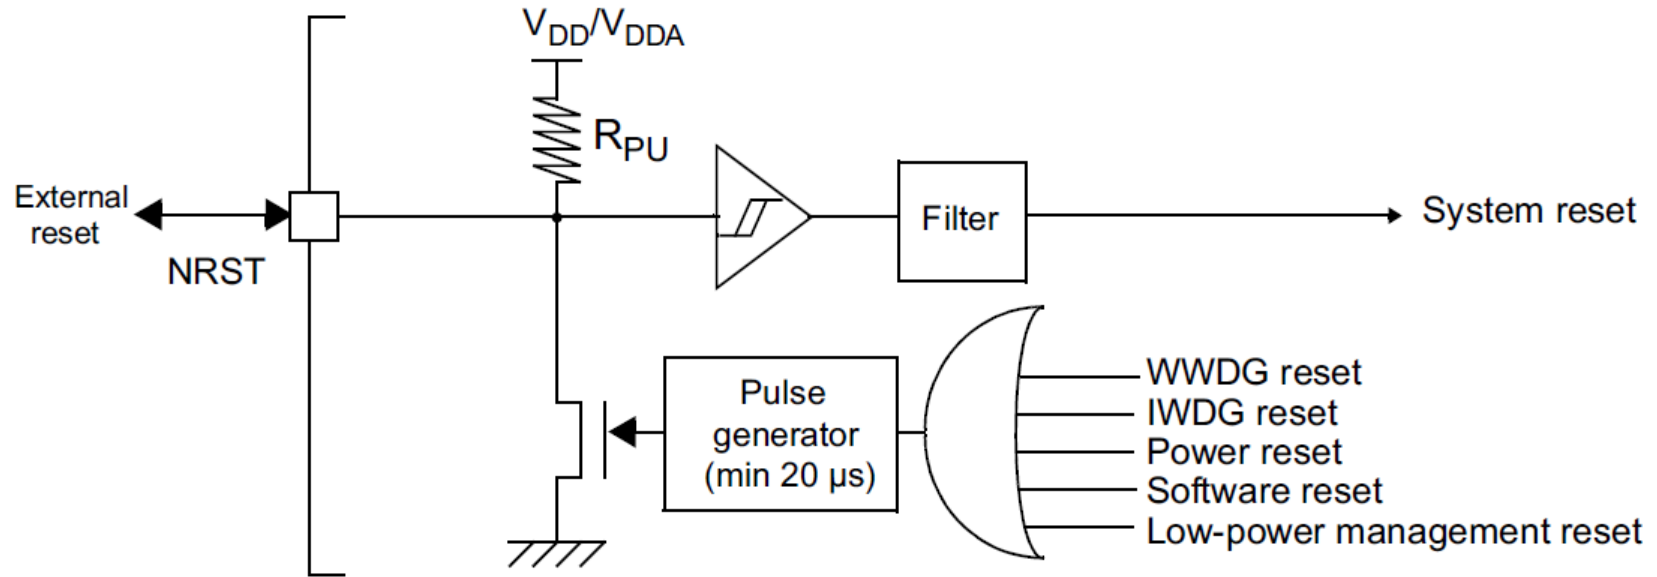 VDD/VDDA
RPU
External
reset
NRST
Filter
System reset
Pulse
generator
(min 20 µs)
WWDG reset
IWDG reset
Power reset
Software reset
Low-power management reset